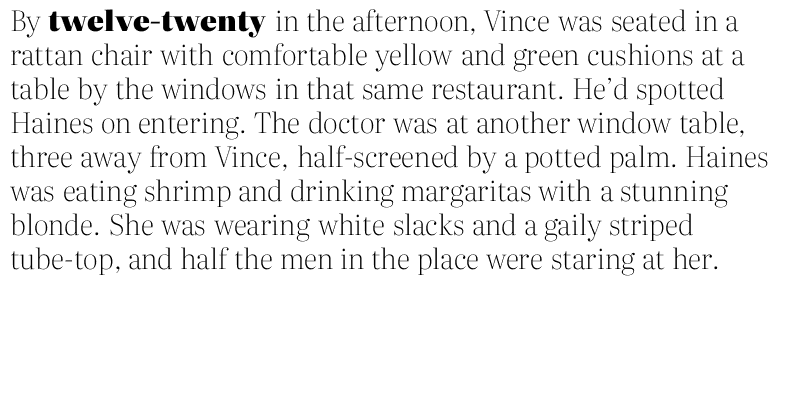 By twelve-twenty in the afternoon, Vince was seated in a
rattan chair with comfortable yellow and green cushions at a
table by the windows in that same restaurant. He’d spotted
Haines on entering. The doctor was at another window table,
three away from Vince, half-screened by a potted palm. Haines
was eating shrimp and drinking margaritas with a stunning
blonde. She was wearing white slacks and a gaily striped
tube-top, and half the men in the place were staring at her.